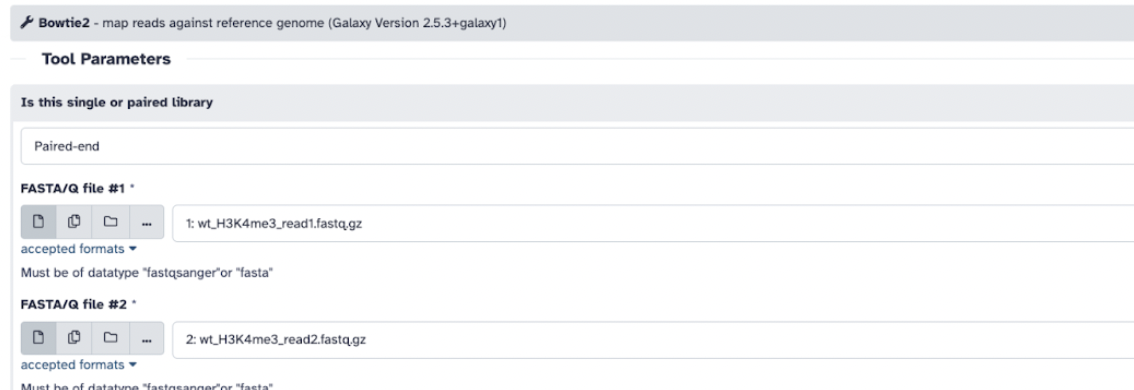 Bowtie2 - map reads against reference genome (Galaxy Version 2.5.3+galaxy1)
Tool Parameters
Is this single or paired library
Paired-end
FASTA/Q file #1 *
...
1: wt_H3K4me3_read1.fastq.gz
accepted formats
Must be of datatype "fastqsanger"or "fasta"
FASTA/Q file #2 *
...
2: wt_H3K4me3_read2.fastq.gz
accepted formats
Must be of datatype "fastqsanger"or "fasta"